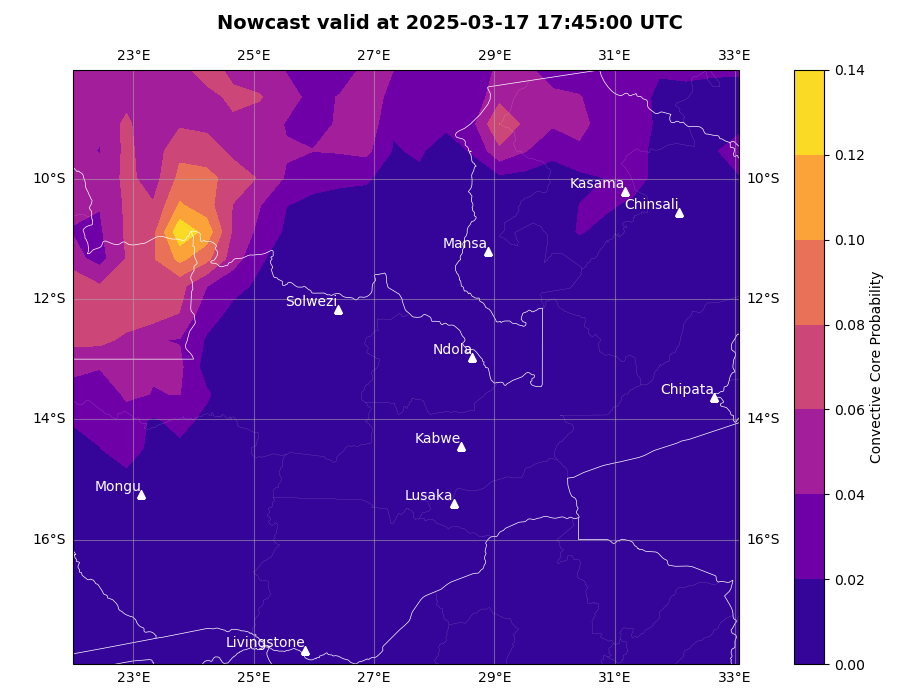 Nowcast valid at 2025-03-17 17:45:00 UTC
23°E 25°E 27°E 29°E 31°E 33°E
0.14
0.12
10°S 10°S
Kasama
Chinsali
0.10
Mansa
12°S 12°S
Solwezi
0.08
Ndola
Chipata
0.06
14°S 14°S
Kabwe
Convective Core Probability
Mongu
Lusaka
0.04
16°S 16°S
0.02
Livingstone
0.00
23°E 25°E 27°E 29°E 31°E 33°E